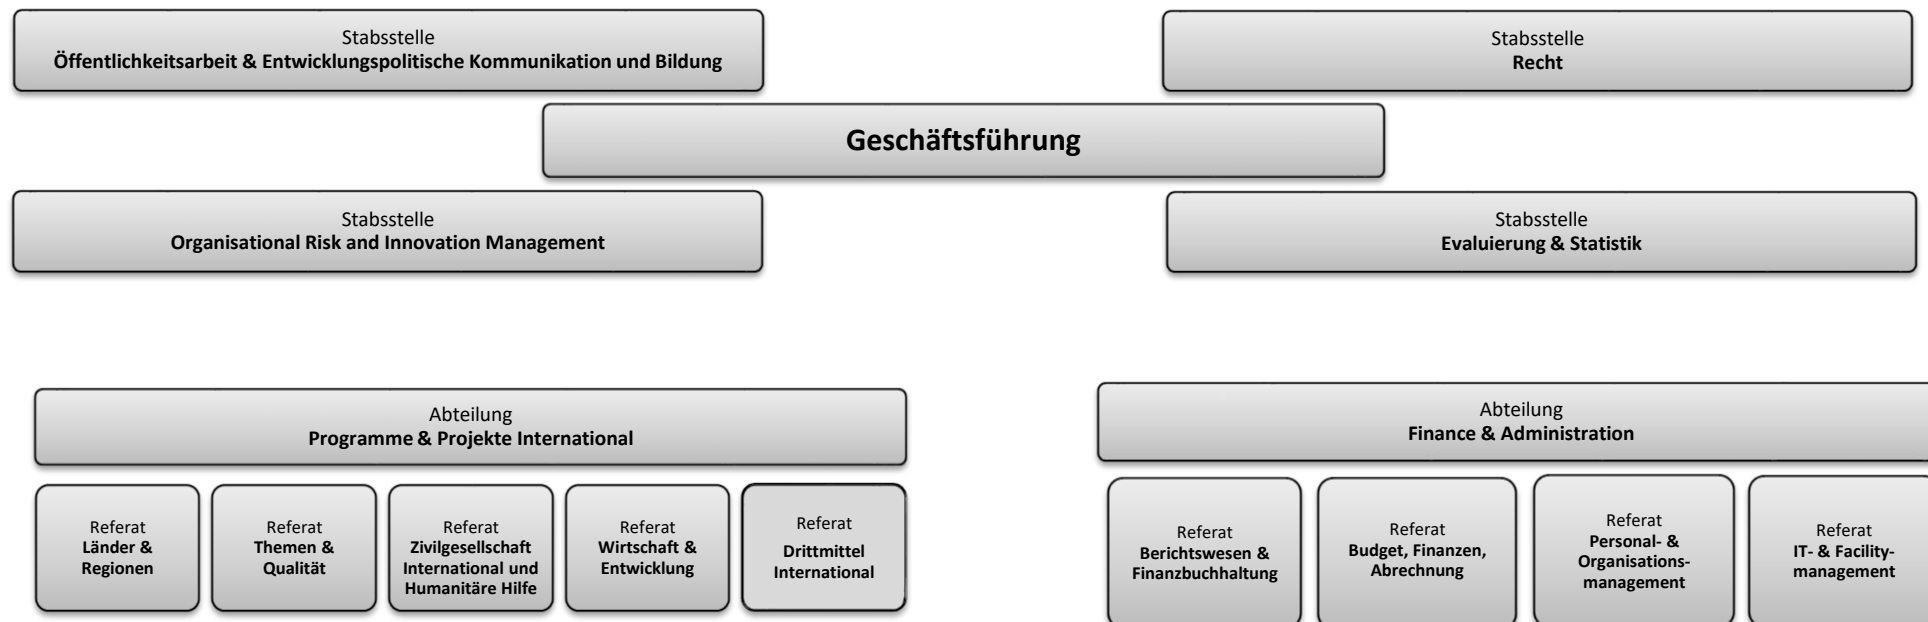 Stabsstelle
Öffentlichkeitsarbeit & Entwicklungspolitische Kommunikation und Bildung
Stabsstelle
Recht
Geschäftsführung
Stabsstelle
Organisational Risk and Innovation Management
Stabsstelle
Evaluierung & Statistik
Abteilung
Programme & Projekte International
Abteilung
Finance & Administration
Referat
Länder &
Regionen
Referat
Themen &
Qualität
Referat
Zivilgesellschaft
International und
Humanitäre Hilfe
Referat
Wirtschaft &
Entwicklung
Referat
Drittmittel
International
Referat
Berichtswesen &
Finanzbuchhaltung
Referat
Budget, Finanzen,
Abrechnung
Referat
Personal- &
Organisations-
management
Referat
IT- & Facility-
management